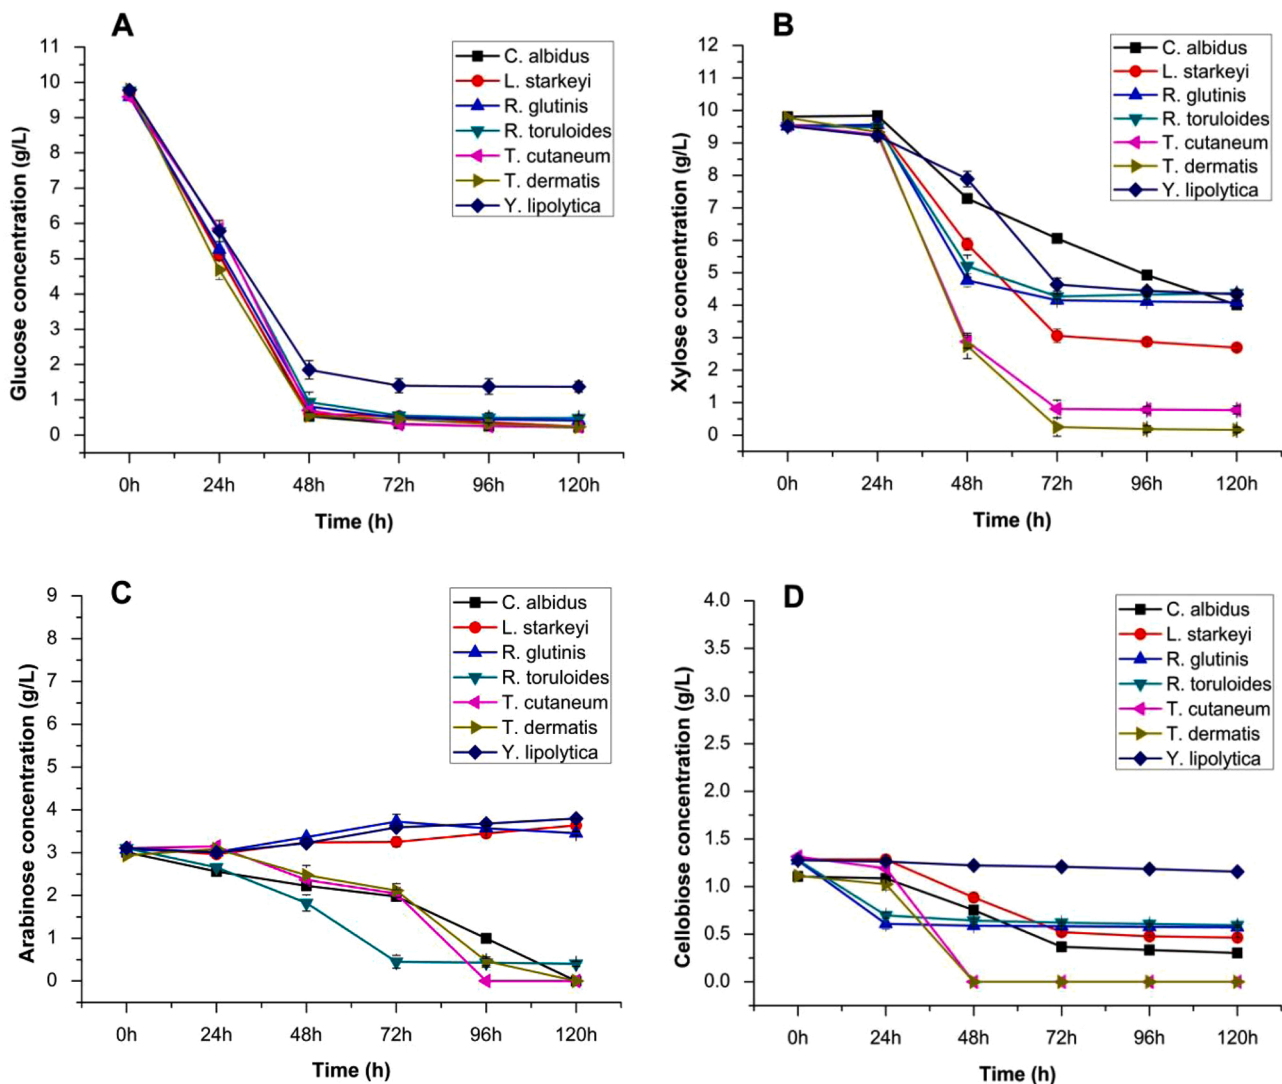 A
Glucose concentration (g/L)
11
10
9
8
7
6
5
4
3
2
1
0
C. albidus
L. starkeyi
R. glutinis
R. toruloides
T. cutaneum
T. dermatis
Y. lipolytica
0h 24h 48h 72h 96h 120h
Time (h)
B
Xylose concentration (g/L)
12
11
10
9
8
7
6
5
4
3
2
1
0
C. albidus
L. starkeyi
R. glutinis
R. toruloides
T. cutaneum
T. dermatis
Y. lipolytica
0h 24h 48h 72h 96h 120h
Time (h)
C
Arabinose concentration (g/L)
9
8
7
6
5
4
3
2
1
0
C. albidus
L. starkeyi
R. glutinis
R. toruloides
T. cutaneum
T. dermatis
Y. lipolytica
0h 24h 48h 72h 96h 120h
Time (h)
D
Cellobiose concentration (g/L)
4.0
3.5
3.0
2.5
2.0
1.5
1.0
0.5
0.0
C. albidus
L. starkeyi
R. glutinis
R. toruloides
T. cutaneum
T. dermatis
Y. lipolytica
0h 24h 48h 72h 96h 120h
Time (h)